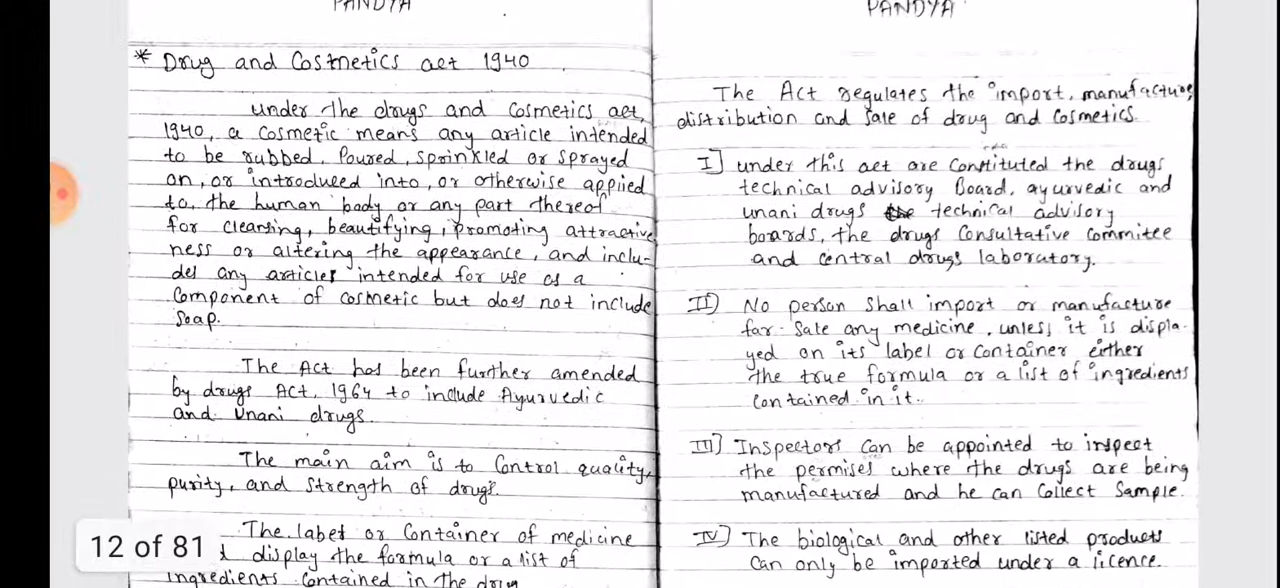 PANDYA
* Drug and Cosmetics act 1940
under the drugs and cosmetics act,
1940, a cosmetic means any article intended
to be rubbed, Poured, sprinkled or sprayed
on, or introduced into, or otherwise applied
to, the human body or any part thereof
for cleansing, beautifying, promoting attractive
ness or altering the appearance, and inclu-
des any articles intended for use as a
Component of cosmetic but does not include
Soap.
The Act has been further amended
by drugs Act, 1964 to include Ayurvedic
and Unani drugs.
The main aim is to Control quality,
purity, and strength of drugs.
The label or Container of medicine
display the formula or a list of
ingredients Contained in the drug
12 of 81
PANDYA
The Act regulates the import, manufacture,
distribution and sale of drug and cosmetics.
I] under this act are constituted the drugs
technical advisory Board, ayurvedic and
unani drugs technical advisory
boards, the drugs Consultative Commitee
and central drugs laboratory.
II) No person shall import or manufacture
for sale any medicine, unless it is displa-
yed on its label or container either
the true formula or a list of ingredients
contained in it.
III) Inspectors can be appointed to inspect
the permises where the drugs are being
manufactured and he can Collect Sample.
IV) The biological and other listed products
can only be imported under a licence.